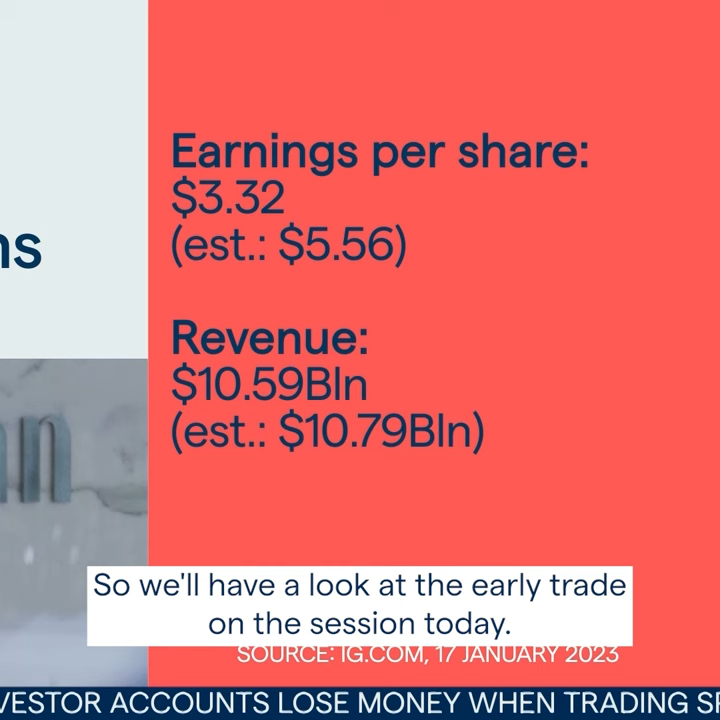 Earnings per share:
$3.32
(est.: $5.56)
ns
Revenue:
$10.59Bln
(est.: $10.79Bln)
So we'll have a look at the early trade
on the session today.
SOURCE: IG.COM, 17 JANUARY 2023
VESTOR ACCOUNTS LOSE MONEY WHEN TRADING